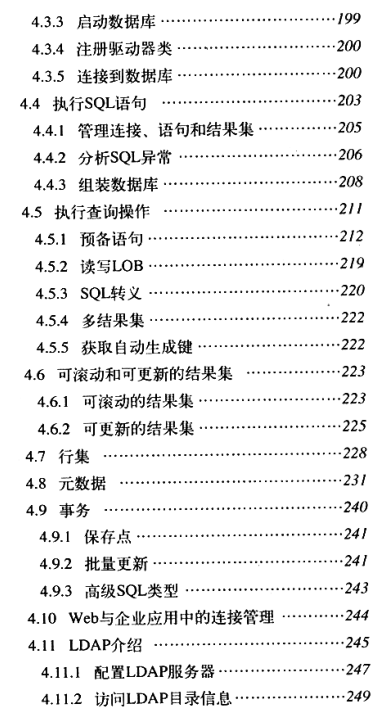 4.3.3 启动数据库 ……………………… 199
4.3.4 注册驱动器类 ……………………… 200
4.3.5 连接到数据库 ……………………… 200
4.4 执行SQL语句 ……………………… 203
4.4.1 管理连接、语句和结果集 ……………………… 205
4.4.2 分析SQL异常 ……………………… 206
4.4.3 组装数据库 ……………………… 208
4.5 执行查询操作 ……………………… 211
4.5.1 预备语句 ……………………… 212
4.5.2 读写LOB ……………………… 219
4.5.3 SQL转义 ……………………… 220
4.5.4 多结果集 ……………………… 222
4.5.5 获取自动生成键 ……………………… 222
4.6 可滚动和可更新的结果集 ……………………… 223
4.6.1 可滚动的结果集 ……………………… 223
4.6.2 可更新的结果集 ……………………… 225
4.7 行集 ……………………… 228
4.8 元数据 ……………………… 231
4.9 事务 ……………………… 240
4.9.1 保存点 ……………………… 241
4.9.2 批量更新 ……………………… 241
4.9.3 高级SQL类型 ……………………… 243
4.10 Web与企业应用中的连接管理 ……………………… 244
4.11 LDAP介绍 ……………………… 245
4.11.1 配置LDAP服务器 ……………………… 247
4.11.2 访问LDAP目录信息 ……………………… 249